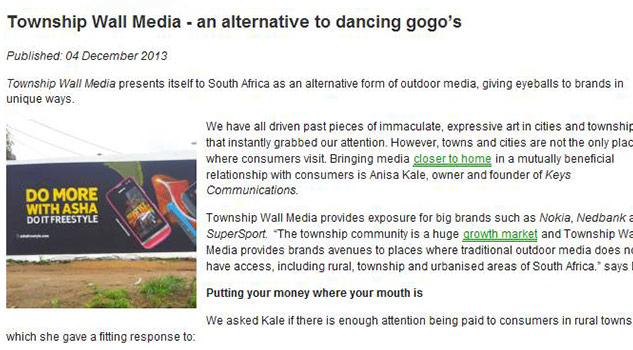 Township Wall Media - an alternative to dancing gogo's
Published: 04 December 2013
Township Wall Media presents itself to South Africa as an alternative form of outdoor media, giving eyeballs to brands in
unique ways.
We have all driven past pieces of immaculate, expressive art in cities and township
that instantly grabbed our attention. However, towns and cities are not the only plac
where consumers visit. Bringing media closer to home in a mutually beneficial
relationship with consumers is Anisa Kale, owner and founder of Keys
Communications.
DO MORE
WITH ASHA
DO IT FREESTYLE
Township Wall Media provides exposure for big brands such as Nokia, Nedbank a
SuperSport. “The township community is a huge growth market and Township Wa
Media provides brands avenues to places where traditional outdoor media does n
have access, including rural, township and urbanised areas of South Africa.” says
Putting your money where your mouth is
We asked Kale if there is enough attention being paid to consumers in rural towns
which she gave a fitting response to: